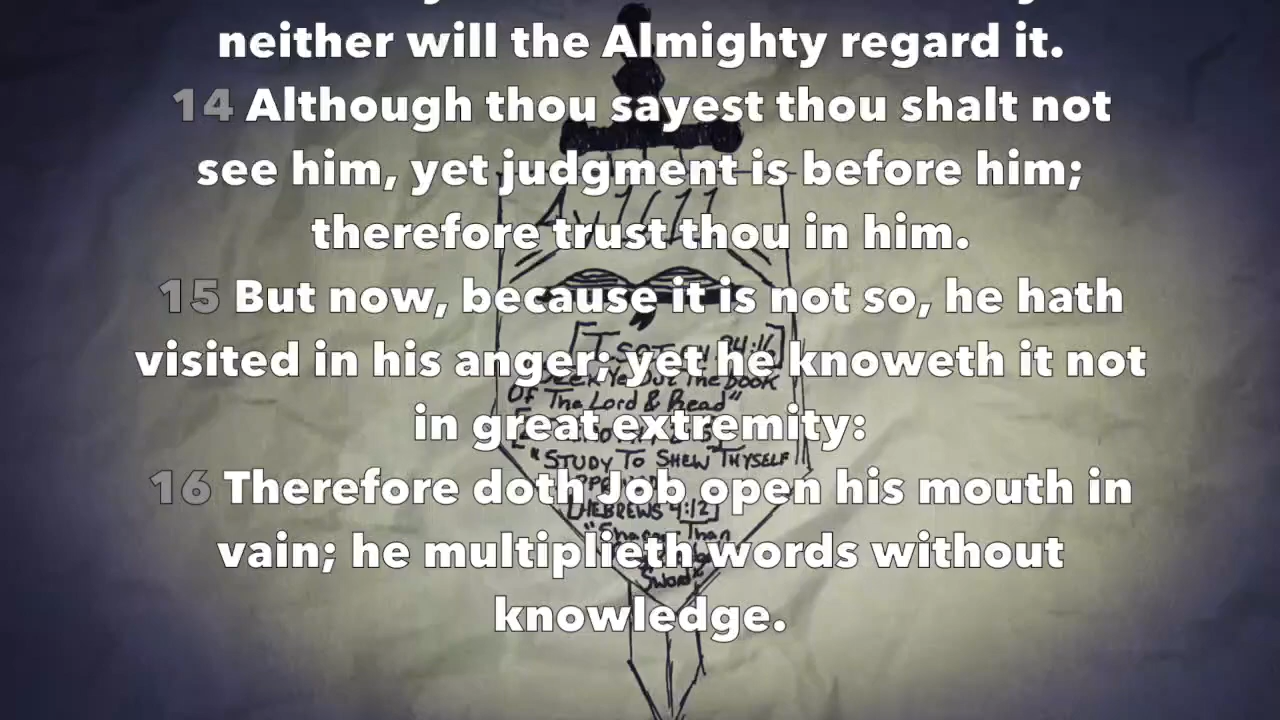 neither will the Almighty regard it.
14 Although thou sayest thou shalt not
see him, yet judgment is before him;
therefore trust thou in him.
15 But now, because it is not so, he hath
visited in his anger; yet he knoweth it not
in great extremity:
16 Therefore doth Job open his mouth in
vain; he multiplieth words without
knowledge.
Av 1611
Seek Ye Out The Book
Of The Lord & Read"
"STUDY TO SHEW THYSELF
[HEBREWS 4:12]
"Sharper Than
Sword"